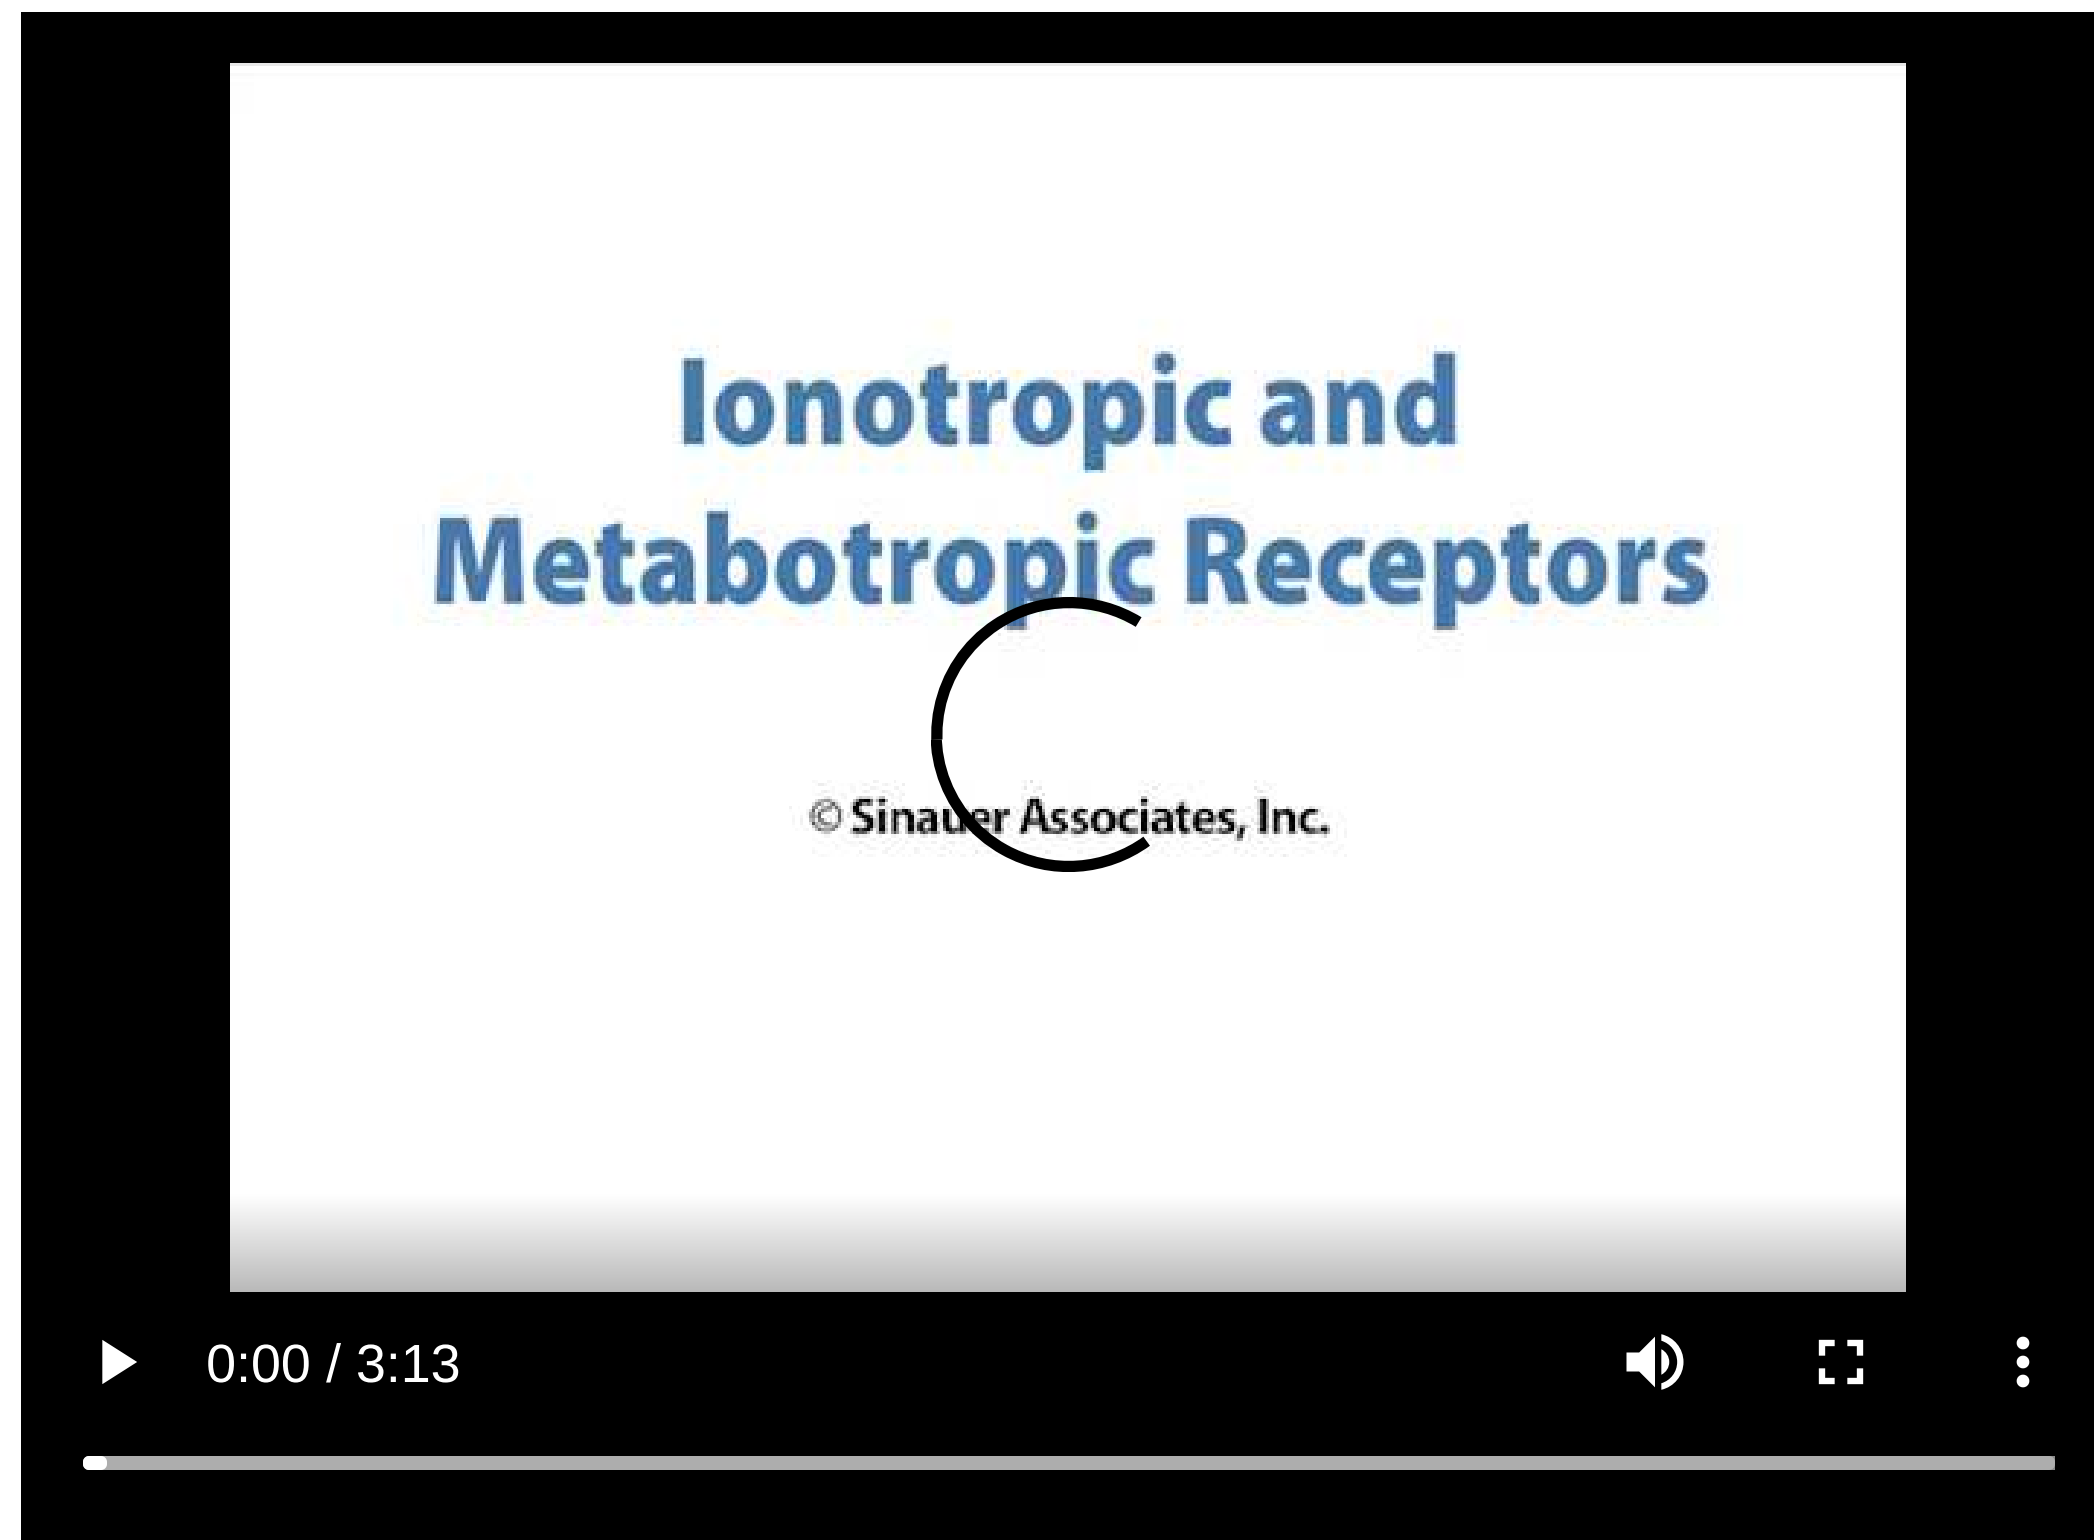 Ionotropic and
Metabotropic Receptors
© Sinauer Associates, Inc.
0:00 / 3:13